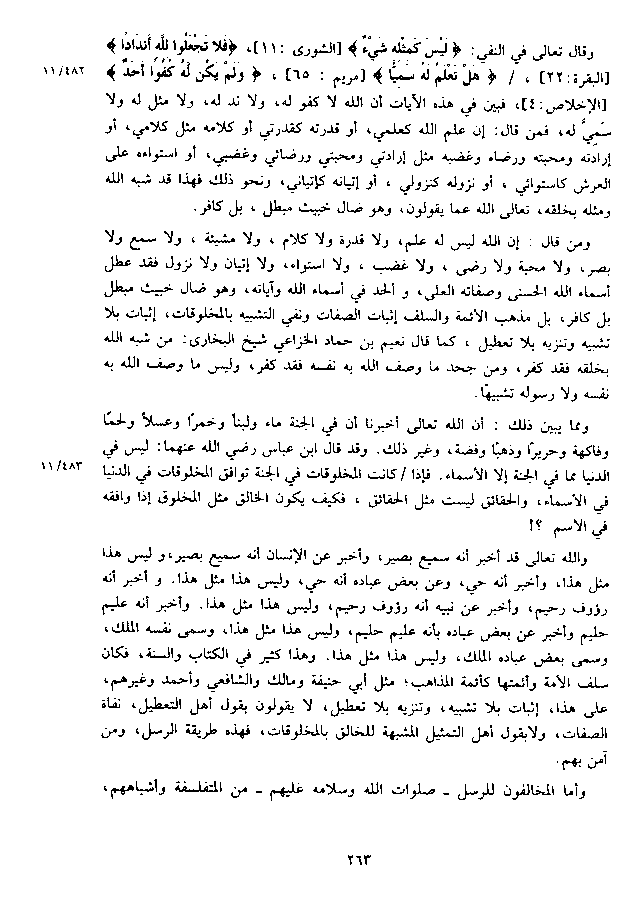 وقال تعالى في النفي: ﴿ لَيْسَ كَمِثْلِهِ شَيْءٌ ﴾ [الشورى :١١]، ﴿فَلا تَجْعَلُوا لِلَّهِ أَندَادًا ﴾
١١/٤٨٢ [البقرة:٢٢] ، / ﴿ هَلْ تَعْلَمُ لَهُ سَمِيًّا ﴾ [مريم : ٦٥] ، ﴿ وَلَمْ يَكُن لَّهُ كُفُوًا أَحَدٌ ﴾
[الإخلاص:٤]، فبين في هذه الآيات أن الله لا كفو له، ولا ند له، ولا مثل له ولا
سَمِيَّ له، فمن قال: إن علم الله كعلمي، أو قدرته كقدرتي أو كلامه مثل كلامي، أو
إرادته ومحبته ورضاه وغضبه مثل إرادتي ومحبتي ورضائي وغضبي، أو استواءه على
العرش كاستوائي ، أو نزوله كنزولي ، أو إتيانه كإتياني، ونحو ذلك فهذا قد شبه الله
ومثله بخلقه، تعالى الله عما يقولون، وهو ضال خبيث مبطل ، بل كافر.
ومن قال : إن الله ليس له علم، ولا قدرة ولا كلام ، ولا مشيئة ، ولا سمع ولا
بصر، ولا محبة ولا رضى ، ولا غضب ، ولا استواء، ولا إتيان ولا نزول فقد عطل
أسماء الله الحسنى وصفاته العلى، و ألحد في أسماء الله وآياته، وهو ضال خبيث مبطل
بل كافر، بل مذهب الأئمة والسلف إثبات الصفات ونفي التشبيه بالمخلوقات، إثبات بلا
تشبيه وتنزيه بلا تعطيل ، كما قال نعيم بن حماد الخزاعي شيخ البخاري: من شبه الله
بخلقه فقد كفر، ومن جحد ما وصف الله به نفسه فقد كفر، وليس ما وصف الله به
نفسه ولا رسوله تشبيهًا.
ومما يبين ذلك : أن الله تعالى أخبرنا أن في الجنة ماء ولبنًا وخمرًا وعسلاً ولحمًا
وفاكهة وحريرًا وذهبًا وفضة، وغير ذلك. وقد قال ابن عباس رضي الله عنهما: ليس في
١١/٤٨٣ الدنيا مما في الجنة إلا الأسماء. فإذا /كانت المخلوقات في الجنة توافق المخلوقات في الدنيا
في الأسماء، والحقائق ليست مثل الحقائق ، فكيف يكون الخالق مثل المخلوق إذا وافقه
في الاسم ؟!
والله تعالى قد أخبر أنه سميع بصير، وأخبر عن الإنسان أنه سميع بصير،و ليس هذا
مثل هذا، وأخبر أنه حي، وعن بعض عباده أنه حي، وليس هذا مثل هذا. و أخبر أنه
رؤوف رحيم، وأخبر عن نبيه أنه رؤوف رحيم، وليس هذا مثل هذا. وأخبر أنه عليم
حليم وأخبر عن بعض عباده بأنه عليم حليم، وليس هذا مثل هذا، وسمى نفسه الملك،
وسمى بعض عباده الملك، وليس هذا مثل هذا. وهذا كثير في الكتاب والسنة، فكان
سلف الأمة وأئمتها كأئمة المذاهب؛ مثل أبي حنيفة ومالك والشافعي وأحمد وغيرهم،
على هذا، إثبات بلا تشبيه، وتنزيه بلا تعطيل، لا يقولون بقول أهل التعطيل، نفاة
الصفات، ولابقول أهل التمثيل المشبهة للخالق بالمخلوقات، فهذه طريقة الرسل، ومن
آمن بهم.
وأما المخالفون للرسل ـ صلوات الله وسلامه عليهم ـ من المتفلسفة وأشباههم،
٢٦٣